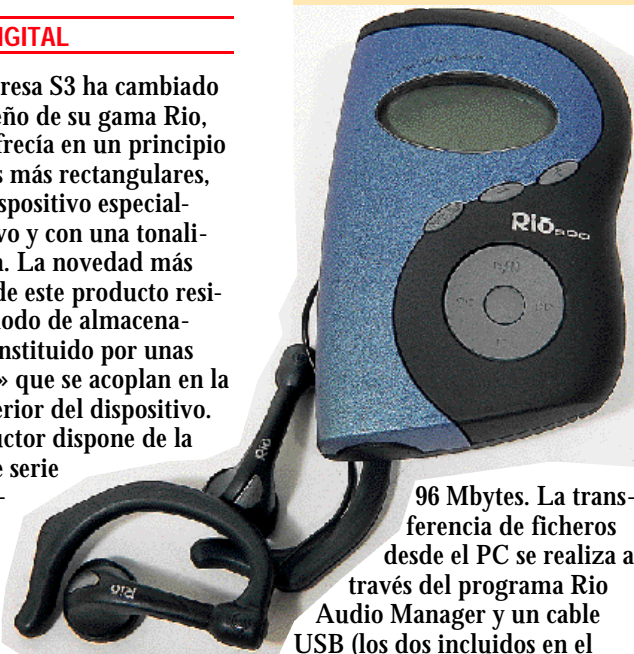 IGITAL
resa S3 ha cambiado
eño de su gama Rio,
frecía en un principio
s más rectangulares,
spositivo especial-
vo y con una tonali-
n. La novedad más
de este producto resi-
nodo de almacena-
nstituido por unas
» que se acoplan en la
erior del dispositivo.
uctor dispone de la
e serie
-
96 Mbytes. La trans-
ferencia de ficheros
desde el PC se realiza a
través del programa Rio
Audio Manager y un cable
USB (los dos incluidos en el
Rio
Rio
Rio